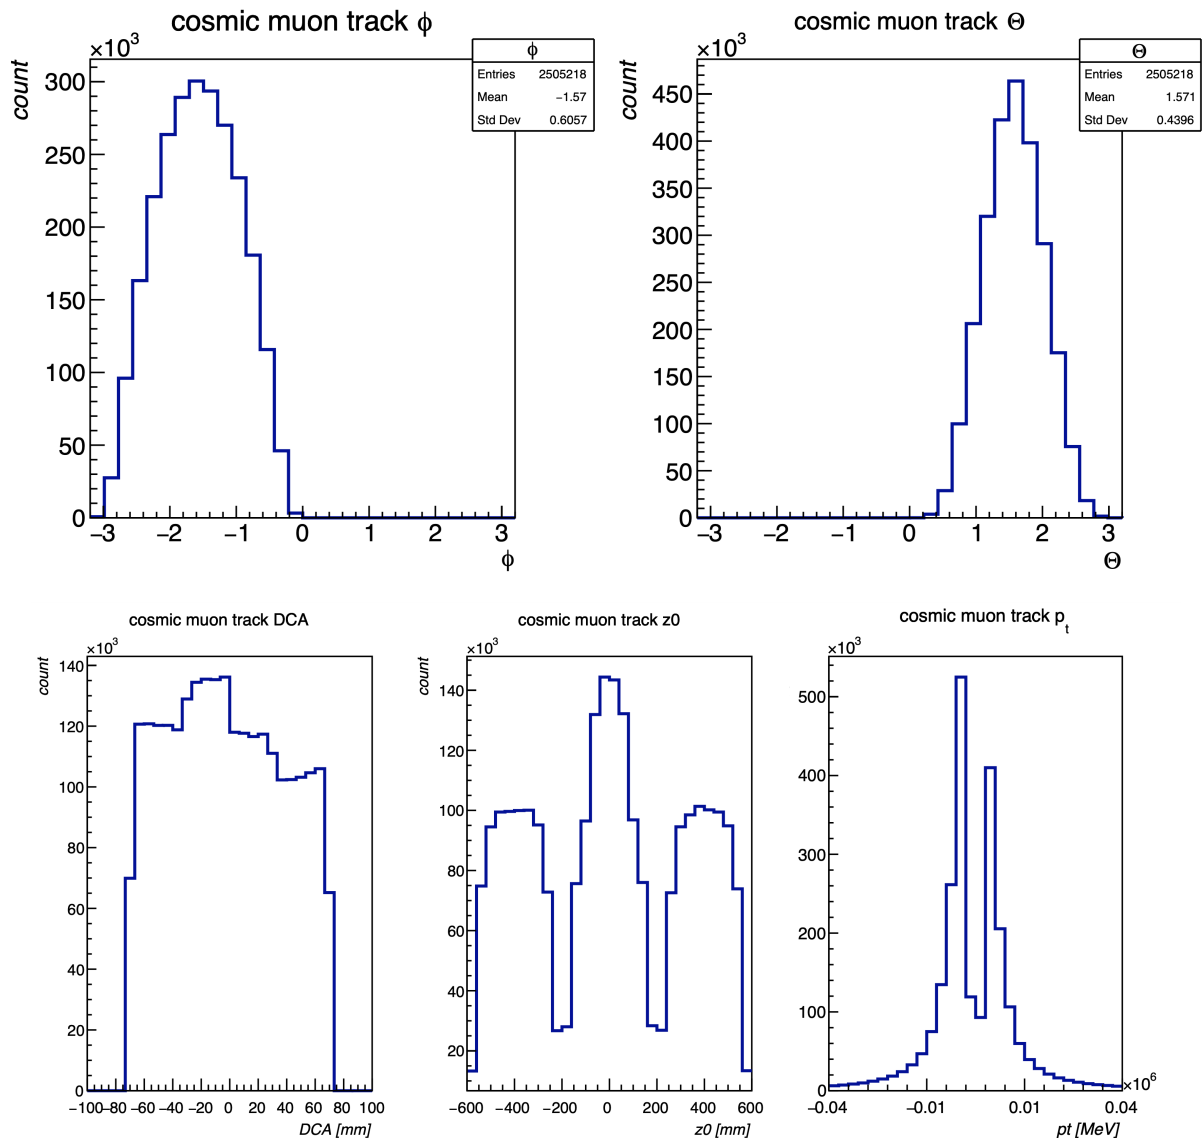 cosmic muon track ϕ
×10³
count
ϕ
Entries 2505218
Mean −1.57
Std Dev 0.6057
300
250
200
150
100
50
0
−3 −2 −1 0 1 2 3
ϕ
cosmic muon track Θ
×10³
count
Θ
Entries 2505218
Mean 1.571
Std Dev 0.4396
450
400
350
300
250
200
150
100
50
0
−3 −2 −1 0 1 2 3
Θ
cosmic muon track DCA
×10³
count
140
120
100
80
60
40
20
0
−100 −80 −60 −40 −20 0 20 40 60 80 100
DCA [mm]
cosmic muon track z0
×10³
count
140
120
100
80
60
40
20
−600 −400 −200 0 200 400 600
z0 [mm]
cosmic muon track pt
×10³
500
400
300
200
100
0
−0.04 −0.01 0.01 0.04
×10⁶
pt [MeV]